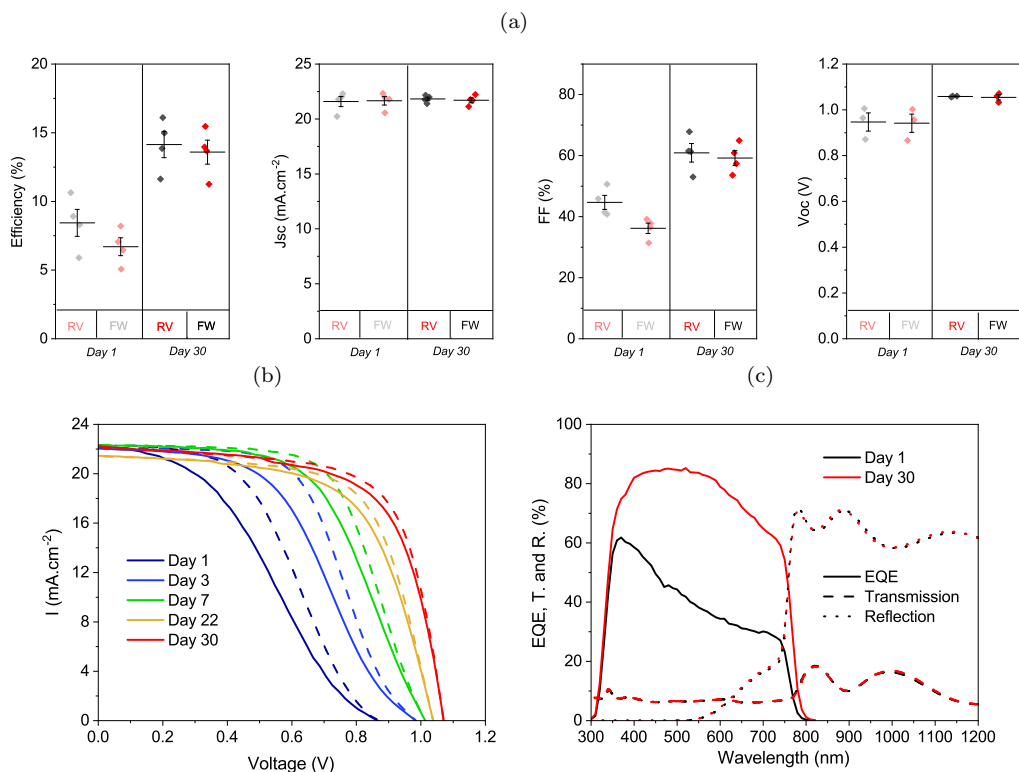 (a)
Efficiency (%)
20
15
10
5
0
RV
FW
RV
FW
Day 1
Day 30
Jsc (mA.cm-2)
25
20
15
10
5
0
RV
FW
RV
FW
Day 1
Day 30
FF (%)
80
60
40
20
0
RV
FW
RV
FW
Day 1
Day 30
Voc (V)
1.2
1.0
0.8
0.6
0.4
0.2
0.0
RV
FW
RV
FW
Day 1
Day 30
(b)
I (mA.cm-2)
24
20
16
12
8
4
0
Day 1
Day 3
Day 7
Day 22
Day 30
0.0 0.2 0.4 0.6 0.8 1.0 1.2
Voltage (V)
(c)
EQE, T. and R. (%)
100
80
60
40
20
0
Day 1
Day 30
EQE
Transmission
Reflection
300 400 500 600 700 800 900 1000 1100 1200
Wavelength (nm)